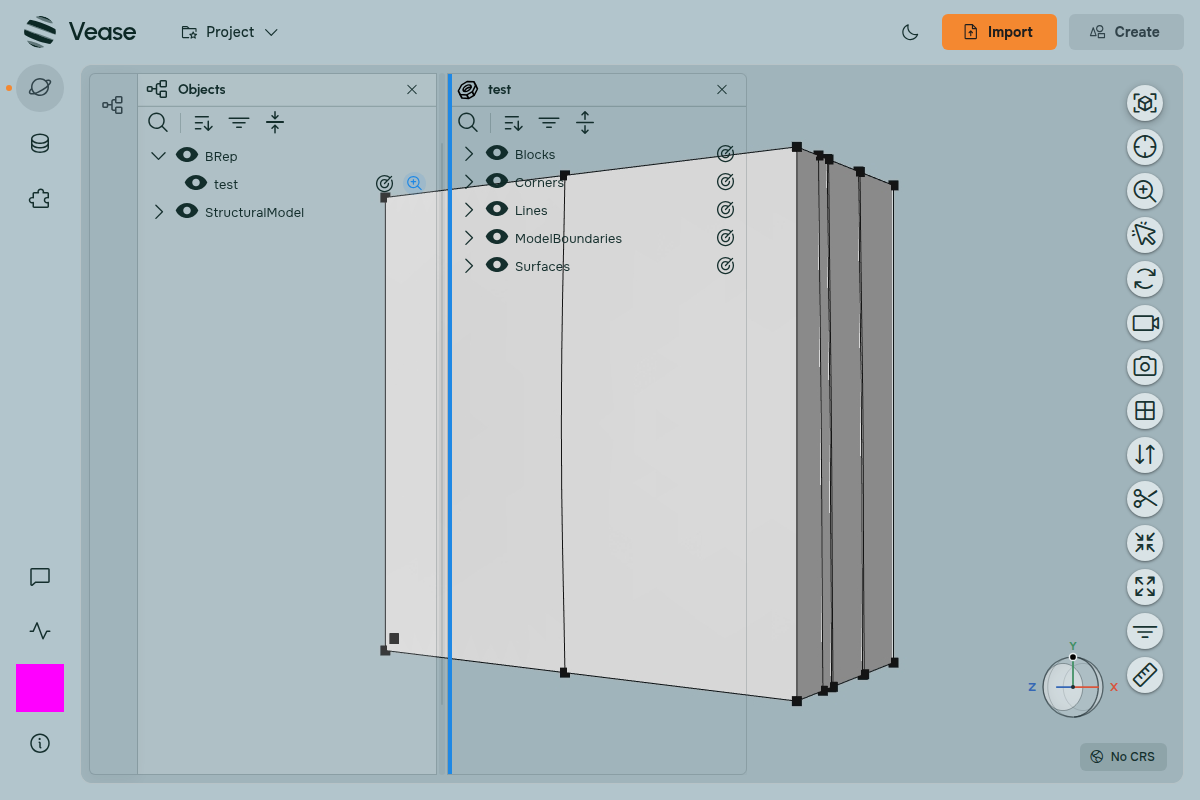 Vease
Project
Import
Create
Objects
test
BRep
test
StructuralModel
Blocks
Corners
Lines
ModelBoundaries
Surfaces
Y
Z
X
No CRS